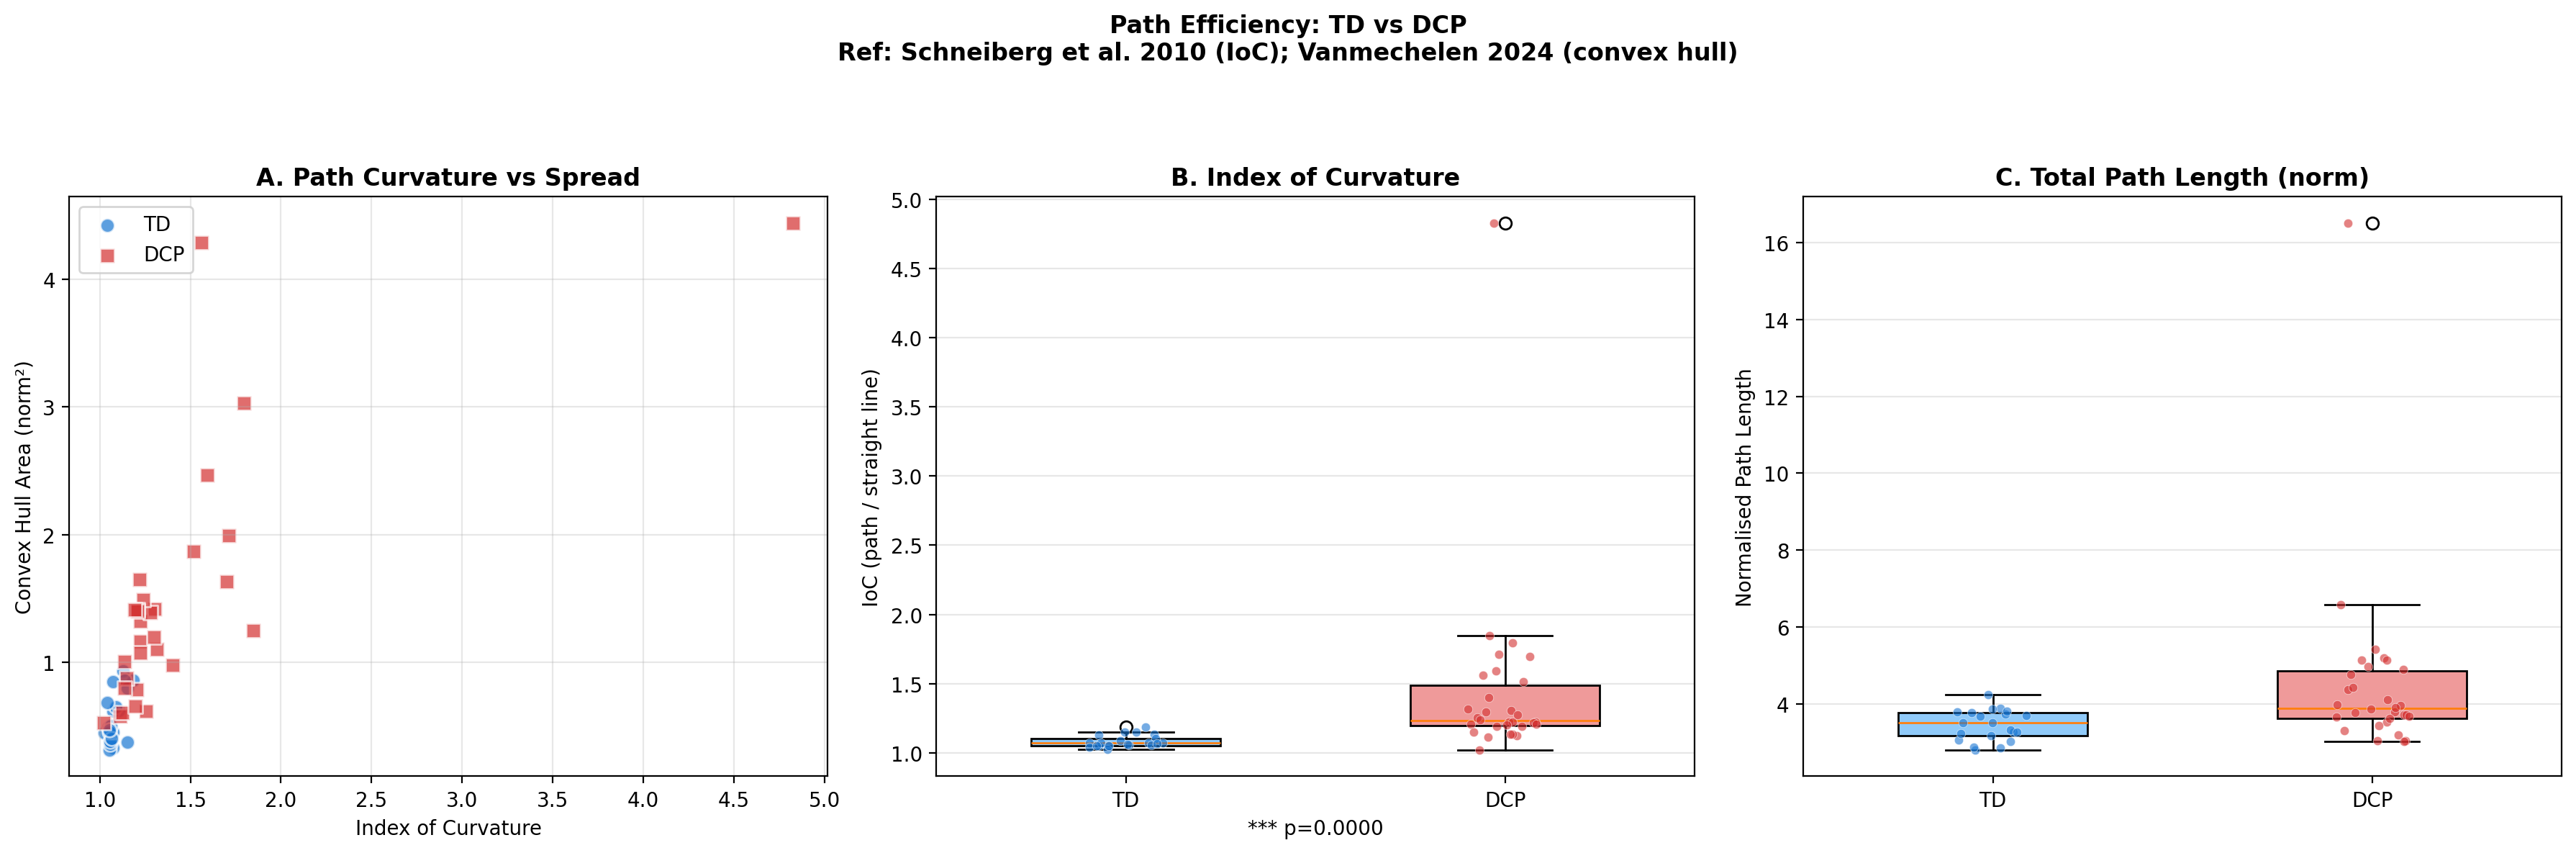 Path Efficiency: TD vs DCP
Ref: Schneiberg et al. 2010 (IoC); Vanmechelen 2024 (convex hull)
A. Path Curvature vs Spread
TD
DCP
Convex Hull Area (norm²)
4
3
2
1
1.0 1.5 2.0 2.5 3.0 3.5 4.0 4.5 5.0
Index of Curvature
B. Index of Curvature
IoC (path / straight line)
5.0
4.5
4.0
3.5
3.0
2.5
2.0
1.5
1.0
TD DCP
*** p=0.0000
C. Total Path Length (norm)
Normalised Path Length
16
14
12
10
8
6
4
TD DCP